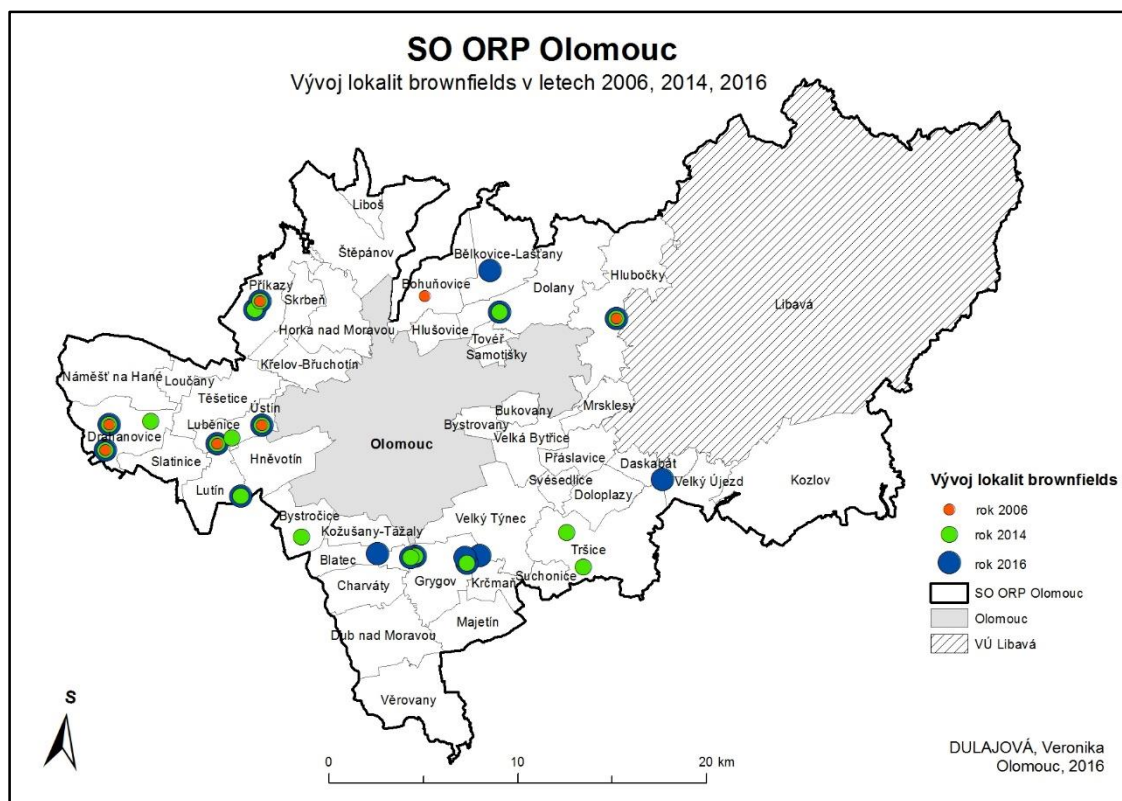 SO ORP Olomouc
Vývoj lokalit brownfields v letech 2006, 2014, 2016
Liboš
Štěpánov
Bělkovice-Lašťany
Bohuňovice
Dolany
Hlubočky
Příkazy
Skrbeň
Libavá
Horka nad Moravou
Hlušovice
Tověř
Samotišky
Křelov-Břuchotín
Náměšť na Hané
Loučany
Těšetice
Ústín
Mrsklesy
Bukovany
Bystrovany
Luběnice
Drahanovice
Olomouc
Velká Bytřice
Slatinice
Hněvotín
Přáslavice
Daskabát
Svésedlice
Velký Újezd
Kozlov
Lutín
Doloplazy
Bystročice
Velký Týnec
Kožušany-Tážaly
Tršice
Blatec
Suchonice
Charváty
Grygov
Krčmaň
Majetín
Dub nad Moravou
Věrovany
Vývoj lokalit brownfields
rok 2006
rok 2014
rok 2016
SO ORP Olomouc
Olomouc
VÚ Libavá
S
0 10 20 km
DULAJOVÁ, Veronika
Olomouc, 2016